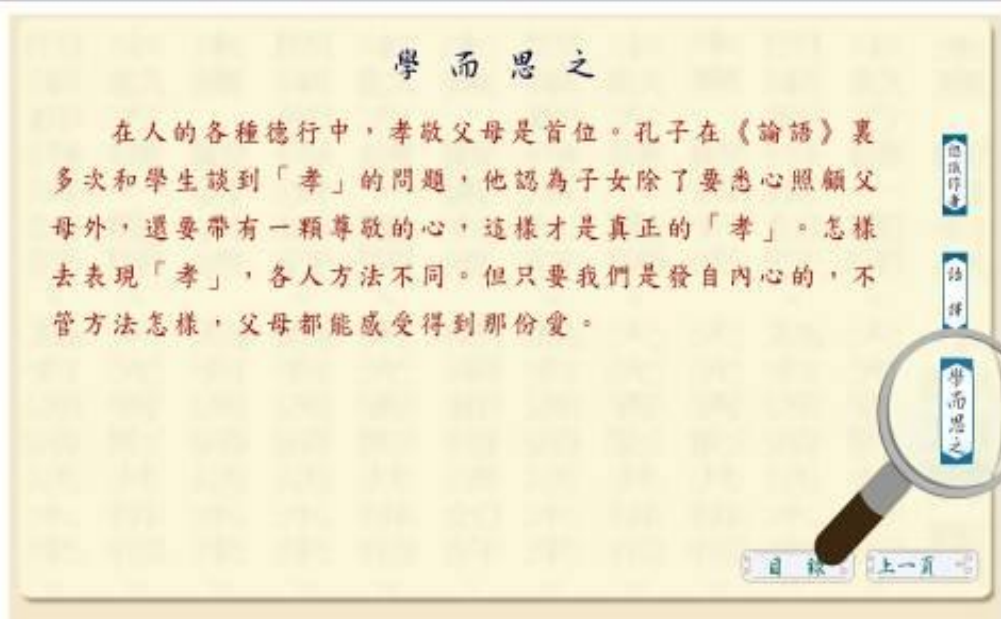 學而思之
在人的各種德行中，孝敬父母是首位。孔子在《論語》裏
多次和學生談到「孝」的問題，他認為子女除了要悉心照顧父
母外，還要帶有一顆尊敬的心，這樣才是真正的「孝」。怎樣
去表現「孝」，各人方法不同。但只要我們是發自內心的，不
管方法怎樣，父母都能感受得到那份愛。
認識作者
語譯
學而思之
目錄
上一頁